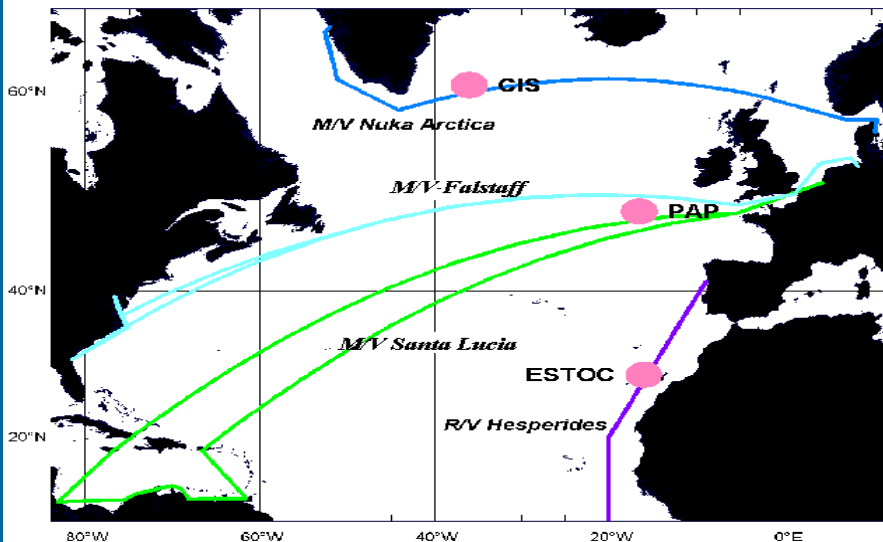 60°N
CIS
M/V Nuka Arctica
M/V-Falstaff
PAP
40°N
M/V Santa Lucia
ESTOC
R/V Hesperides
20°N
80°W
60°W
40°W
20°W
0°E